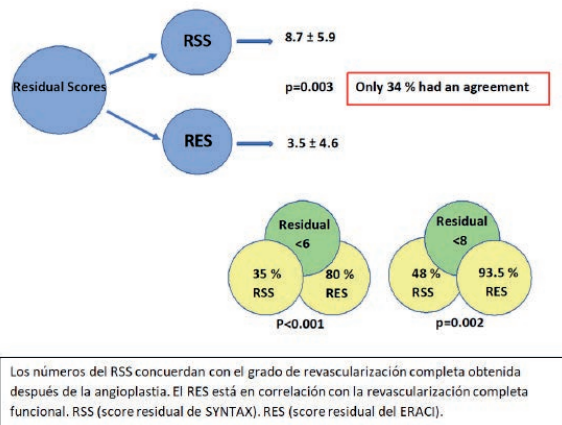 RSS
8.7 ± 5.9
Residual Scores
p=0.003
Only 34 % had an agreement
RES
3.5 ± 4.6
Residual
<6
35 %
RSS
80 %
RES
P<0.001
Residual
<8
48 %
RSS
93.5 %
RES
p=0.002
Los números del RSS concuerdan con el grado de revascularización completa obtenida
después de la angioplastia. El RES está en correlación con la revascularización completa
funcional. RSS (score residual de SYNTAX). RES (score residual del ERACI).